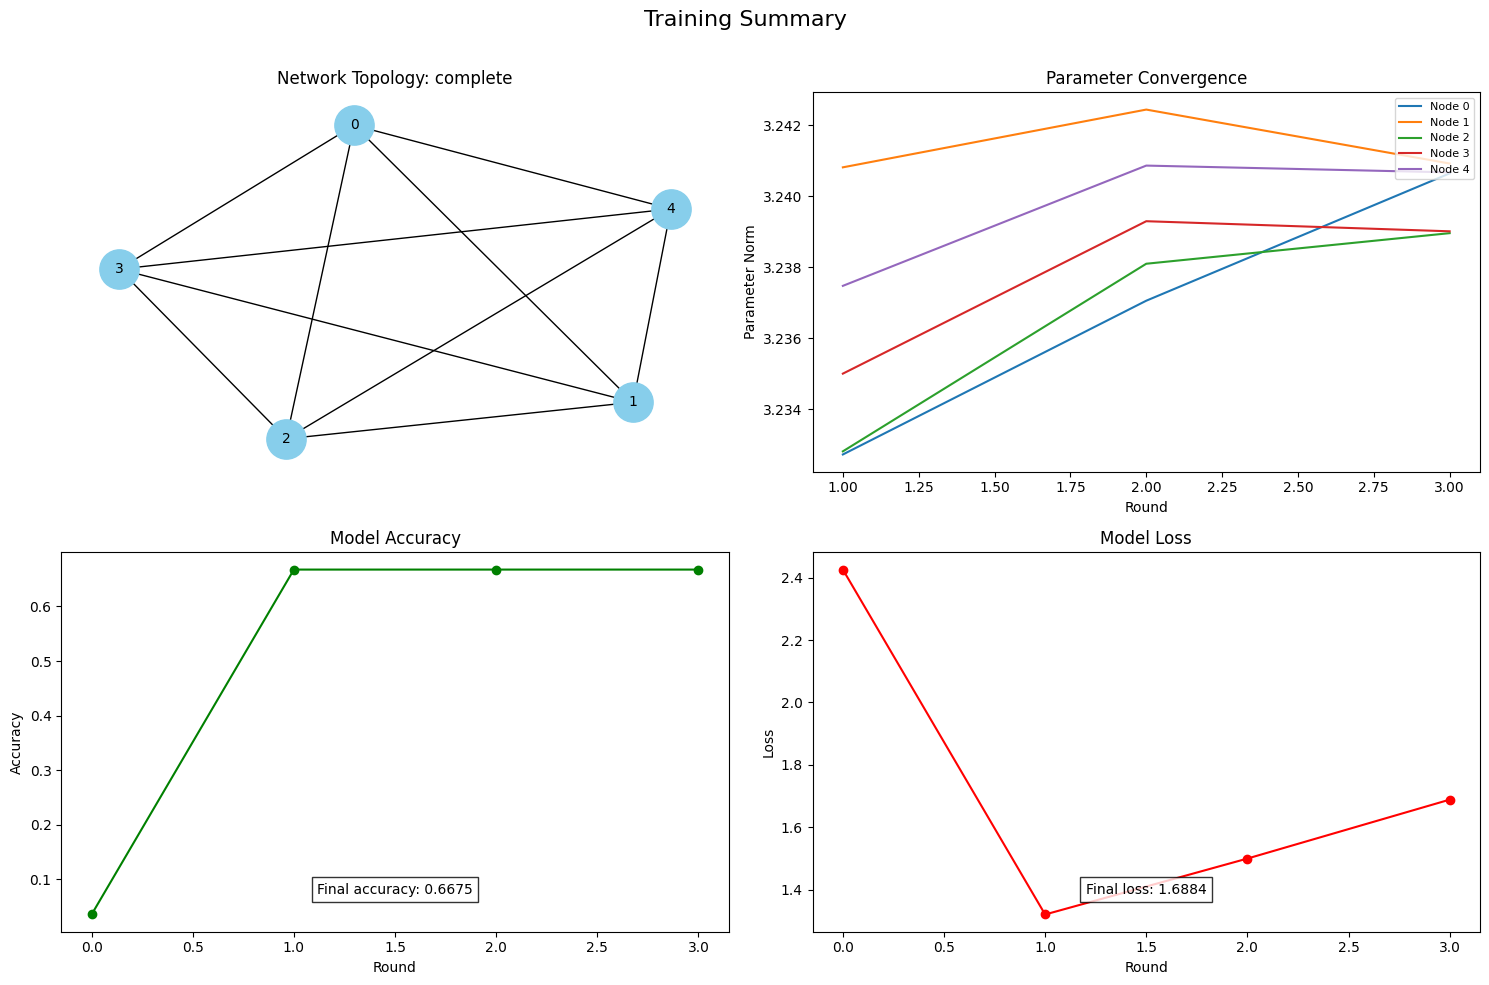 Training Summary
Network Topology: complete
0
4
3
1
2
Parameter Convergence
Node 0
Node 1
Node 2
Node 3
Node 4
3.242
3.240
3.238
3.236
3.234
Parameter Norm
1.00 1.25 1.50 1.75 2.00 2.25 2.50 2.75 3.00
Round
Model Accuracy
0.6
0.5
0.4
0.3
0.2
0.1
Accuracy
Final accuracy: 0.6675
0.0 0.5 1.0 1.5 2.0 2.5 3.0
Round
Model Loss
2.4
2.2
2.0
1.8
1.6
1.4
Loss
Final loss: 1.6884
0.0 0.5 1.0 1.5 2.0 2.5 3.0
Round